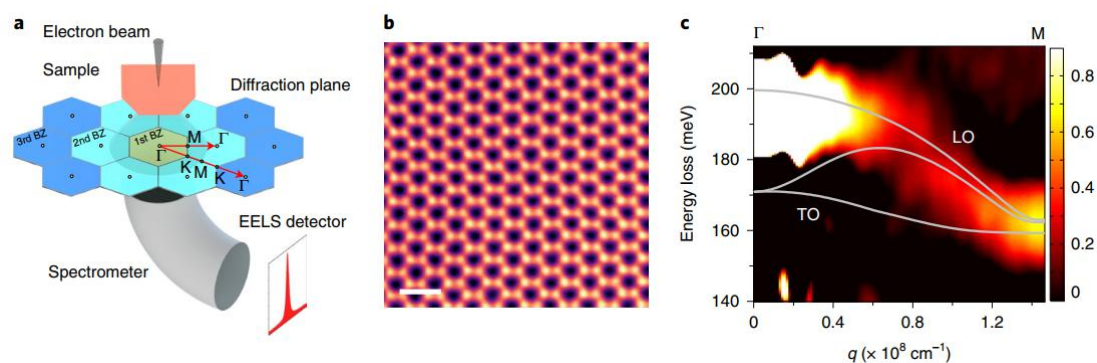 a
Electron beam
Sample
Diffraction plane
3rd BZ
2nd BZ
1st BZ
M
Γ
Γ
K
M
K
Γ
EELS detector
Spectrometer
b
c
Γ
M
Energy loss (meV)
200
180
160
140
LO
TO
0
0.4
0.8
1.2
q (× 10⁸ cm⁻¹)
0.8
0.6
0.4
0.2
0